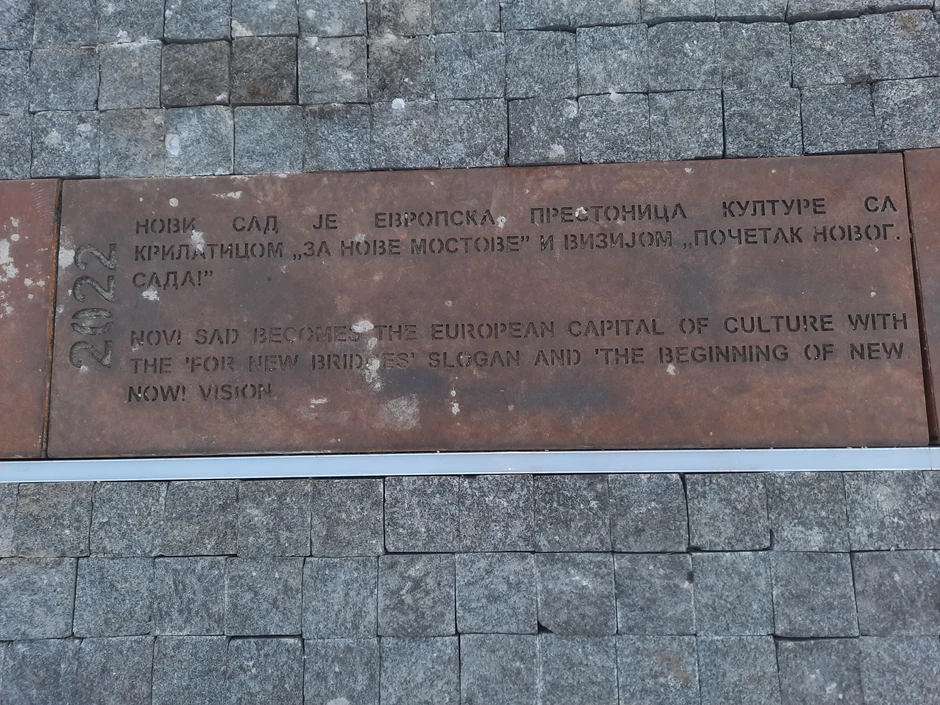 2022.
НОВИ САД ЈЕ ЕВРОПСКА ПРЕСТОНИЦА КУЛТУРЕ СА
КРИЛАТИЦОМ „ЗА НОВЕ МОСТОВЕ” И ВИЗИЈОМ „ПОЧЕТАК НОВОГ.
САДА!”
NOVI SAD BECOMES THE EUROPEAN CAPITAL OF CULTURE WITH
THE 'FOR NEW BRIDGES' SLOGAN AND 'THE BEGINNING OF NEW.
NOW! VISION